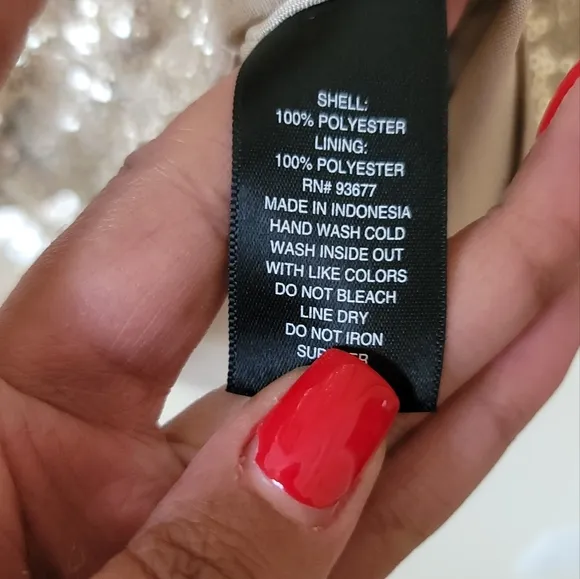 SHELL:
100% POLYESTER
LINING:
100% POLYESTER
RN# 93677
MADE IN INDONESIA
HAND WASH COLD
WASH INSIDE OUT
WITH LIKE COLORS
DO NOT BLEACH
LINE DRY
DO NOT IRON